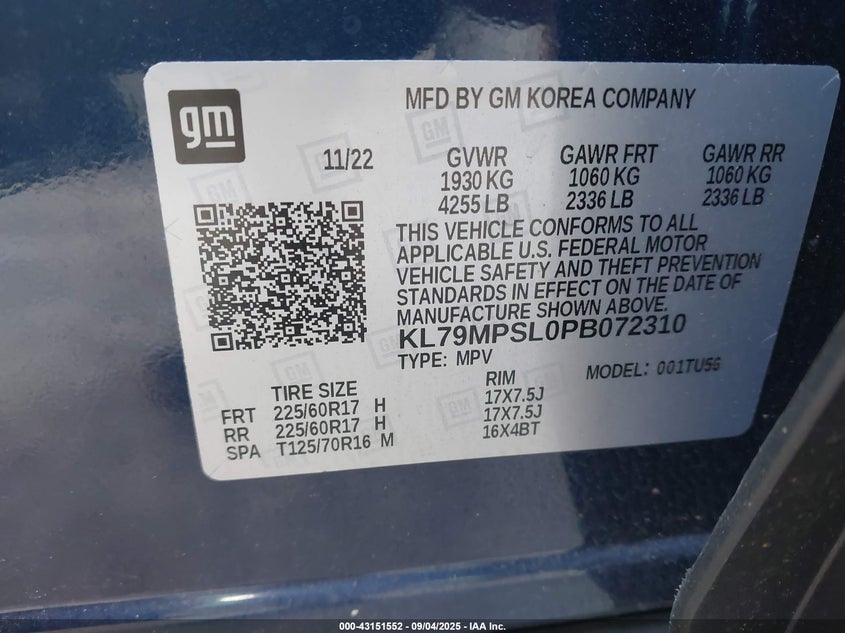 gm
MFD BY GM KOREA COMPANY
11/22 GVWR GAWR FRT GAWR RR
1930 KG 1060 KG 1060 KG
4255 LB 2336 LB 2336 LB
THIS VEHICLE CONFORMS TO ALL
APPLICABLE U.S. FEDERAL MOTOR
VEHICLE SAFETY AND THEFT PREVENTION
STANDARDS IN EFFECT ON THE DATE OF
MANUFACTURE SHOWN ABOVE.
KL79MPSL0PB072310
TYPE: MPV MODEL: 001TU56
TIRE SIZE RIM
FRT 225/60R17 H 17X7.5J
RR 225/60R17 H 17X7.5J
SPA T125/70R16 M 16X4BT
000-43151552 - 09/04/2025 - IAA Inc.